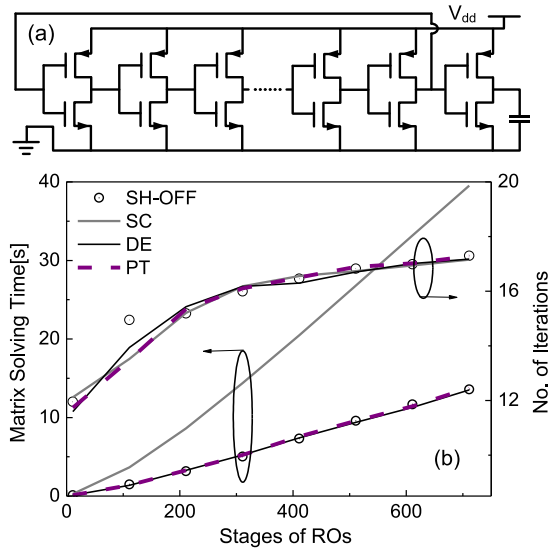 (a)
Vdd
40
30
20
10
0
20
16
12
SH-OFF
SC
DE
PT
(b)
0
200
400
600
Matrix Solving Time[s]
No. of Iterations
Stages of ROs